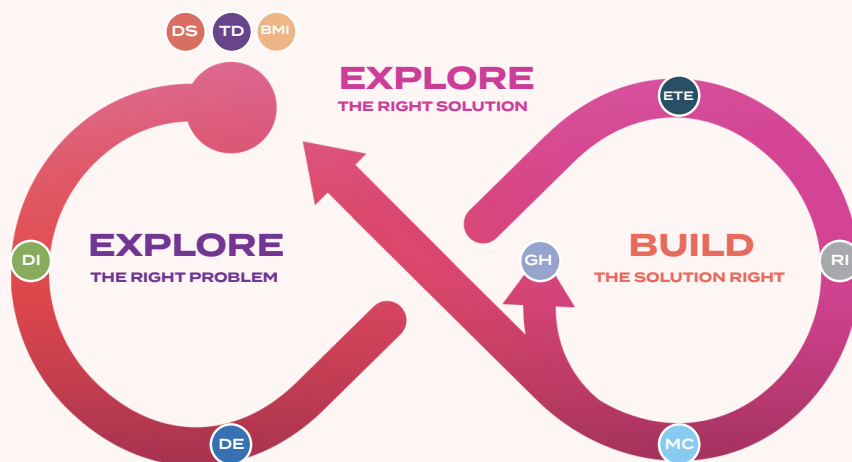 DS TD BMI
EXPLORE
THE RIGHT SOLUTION
ETE
EXPLORE
THE RIGHT PROBLEM
DI
GH
BUILD
THE SOLUTION RIGHT
RI
DE
MC